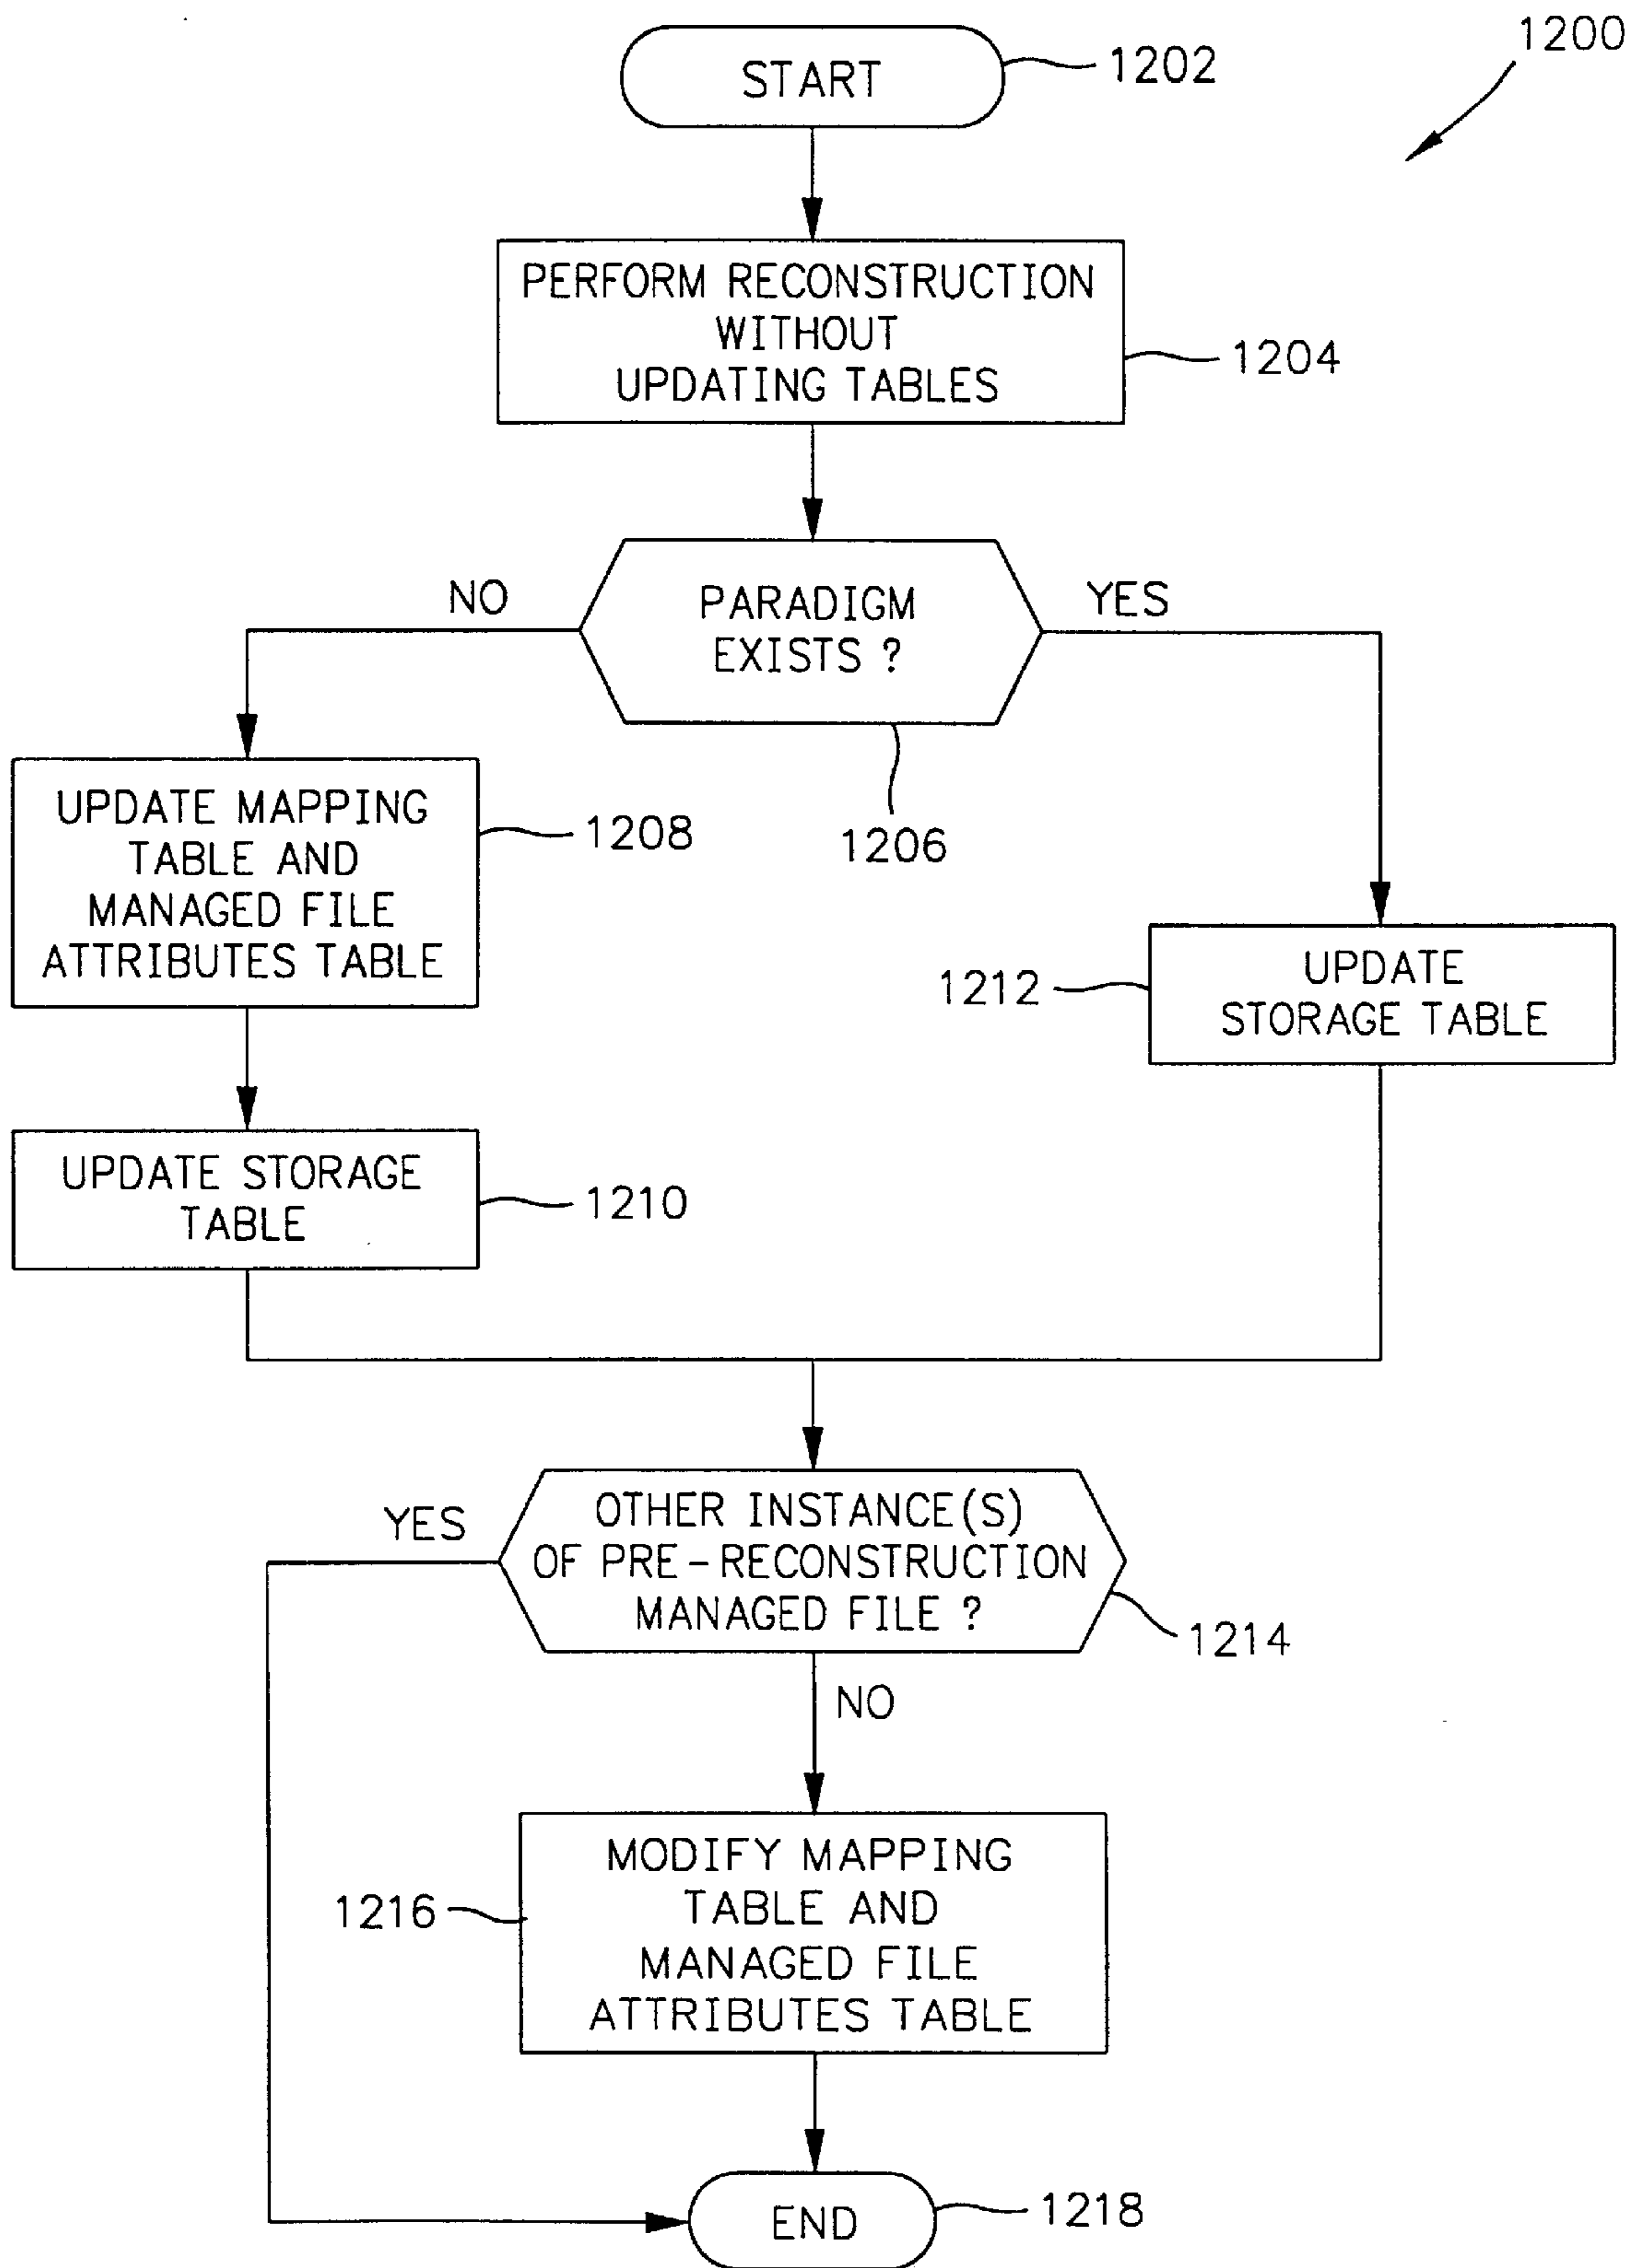 1200
START
1202
PERFORM RECONSTRUCTION
WITHOUT
UPDATING TABLES
1204
NO
PARADIGM
EXISTS ?
YES
1206
UPDATE MAPPING
TABLE AND
MANAGED FILE
ATTRIBUTES TABLE
1208
1212
UPDATE
STORAGE TABLE
UPDATE STORAGE
TABLE
1210
YES
OTHER INSTANCE(S)
OF PRE-RECONSTRUCTION
MANAGED FILE ?
1214
NO
1216
MODIFY MAPPING
TABLE AND
MANAGED FILE
ATTRIBUTES TABLE
END
1218